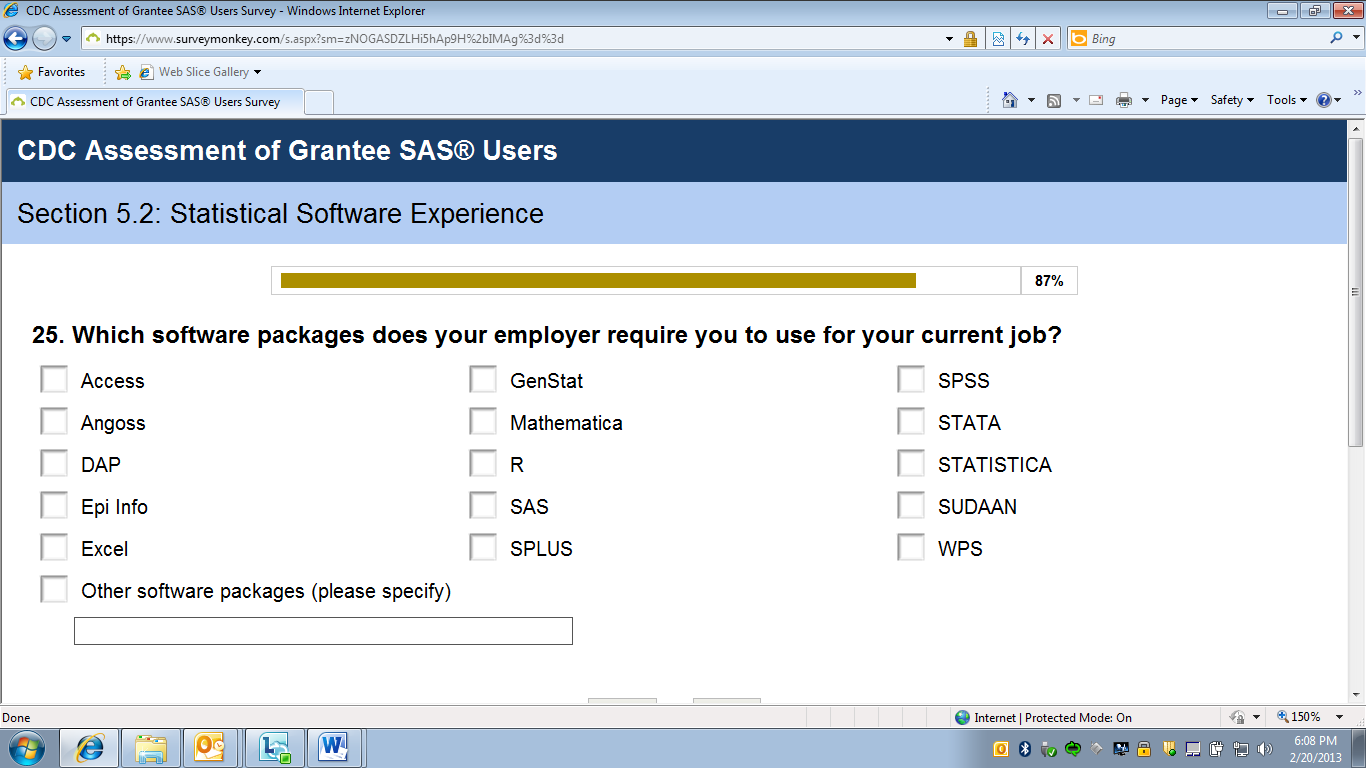 CDC Assessment of Grantee SAS® Users Survey - Windows Internet Explorer
https://www.surveymonkey.com/s.aspx?sm=zNOGASDZLHi5hAp9H%2bIMAg%3d%3d
Bing
Favorites
Web Slice Gallery
CDC Assessment of Grantee SAS® Users Survey
Page
Safety
Tools
CDC Assessment of Grantee SAS® Users
Section 5.2: Statistical Software Experience
87%
25. Which software packages does your employer require you to use for your current job?
Access GenStat SPSS
Angoss Mathematica STATA
DAP R STATISTICA
Epi Info SAS SUDAAN
Excel SPLUS WPS
Other software packages (please specify)
Done
Internet | Protected Mode: On
150%
6:08 PM
2/20/2013